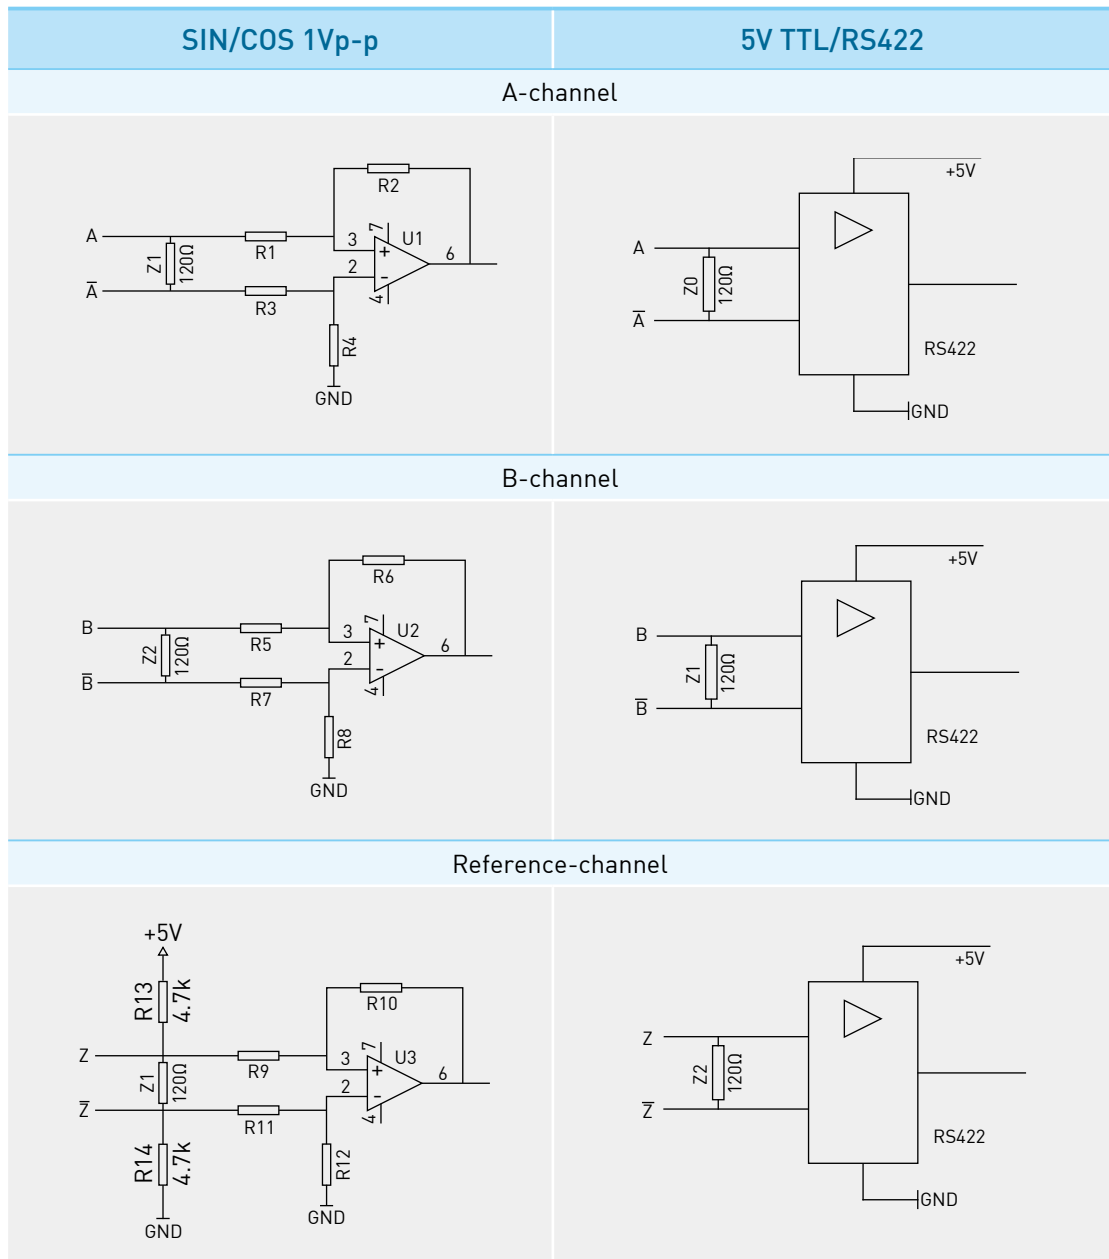 SIN/COS 1Vp-p
5V TTL/RS422
A-channel
R2
A
Z1
120Ω
R1
3
7
U1
+
6
2
-
4
A̅
R3
R4
GND
+5V
A
Z0
120Ω
A̅
RS422
GND
B-channel
R6
B
Z2
120Ω
R5
3
7
U2
+
6
2
-
4
B̅
R7
R8
GND
+5V
B
Z1
120Ω
B̅
RS422
GND
Reference-channel
+5V
R13
4.7k
R10
Z
Z1
120Ω
R9
3
7
U3
+
6
2
-
4
Z̅
R11
R14
4.7k
R12
GND
GND
+5V
Z
Z2
120Ω
Z̅
RS422
GND